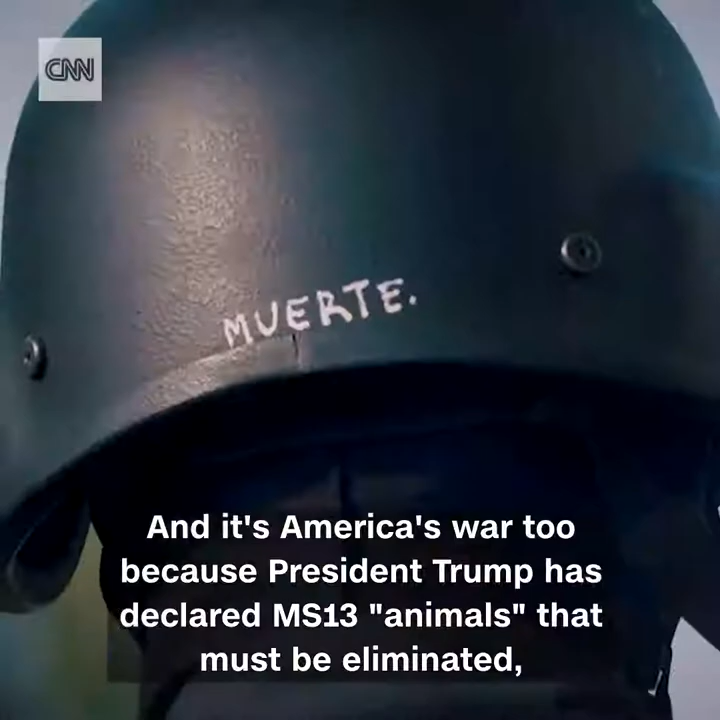 CNN
MUERTE.
And it's America's war too
because President Trump has
declared MS13 "animals" that
must be eliminated,